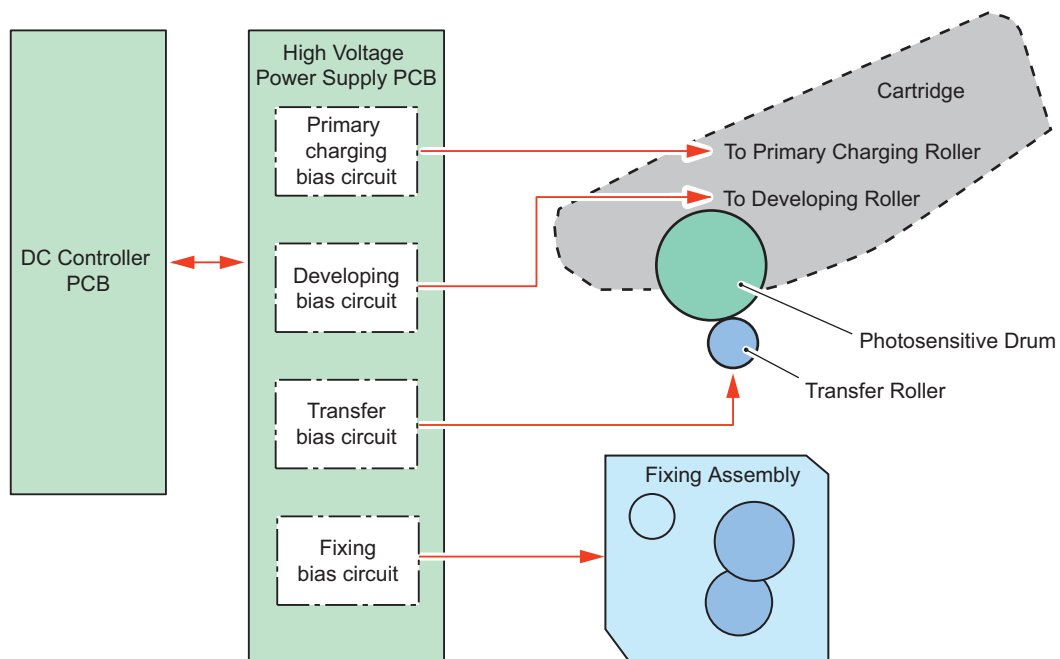 DC Controller
PCB
High Voltage
Power Supply PCB
Primary
charging
bias circuit
Developing
bias circuit
Transfer
bias circuit
Fixing
bias circuit
Cartridge
To Primary Charging Roller
To Developing Roller
Photosensitive Drum
Transfer Roller
Fixing Assembly